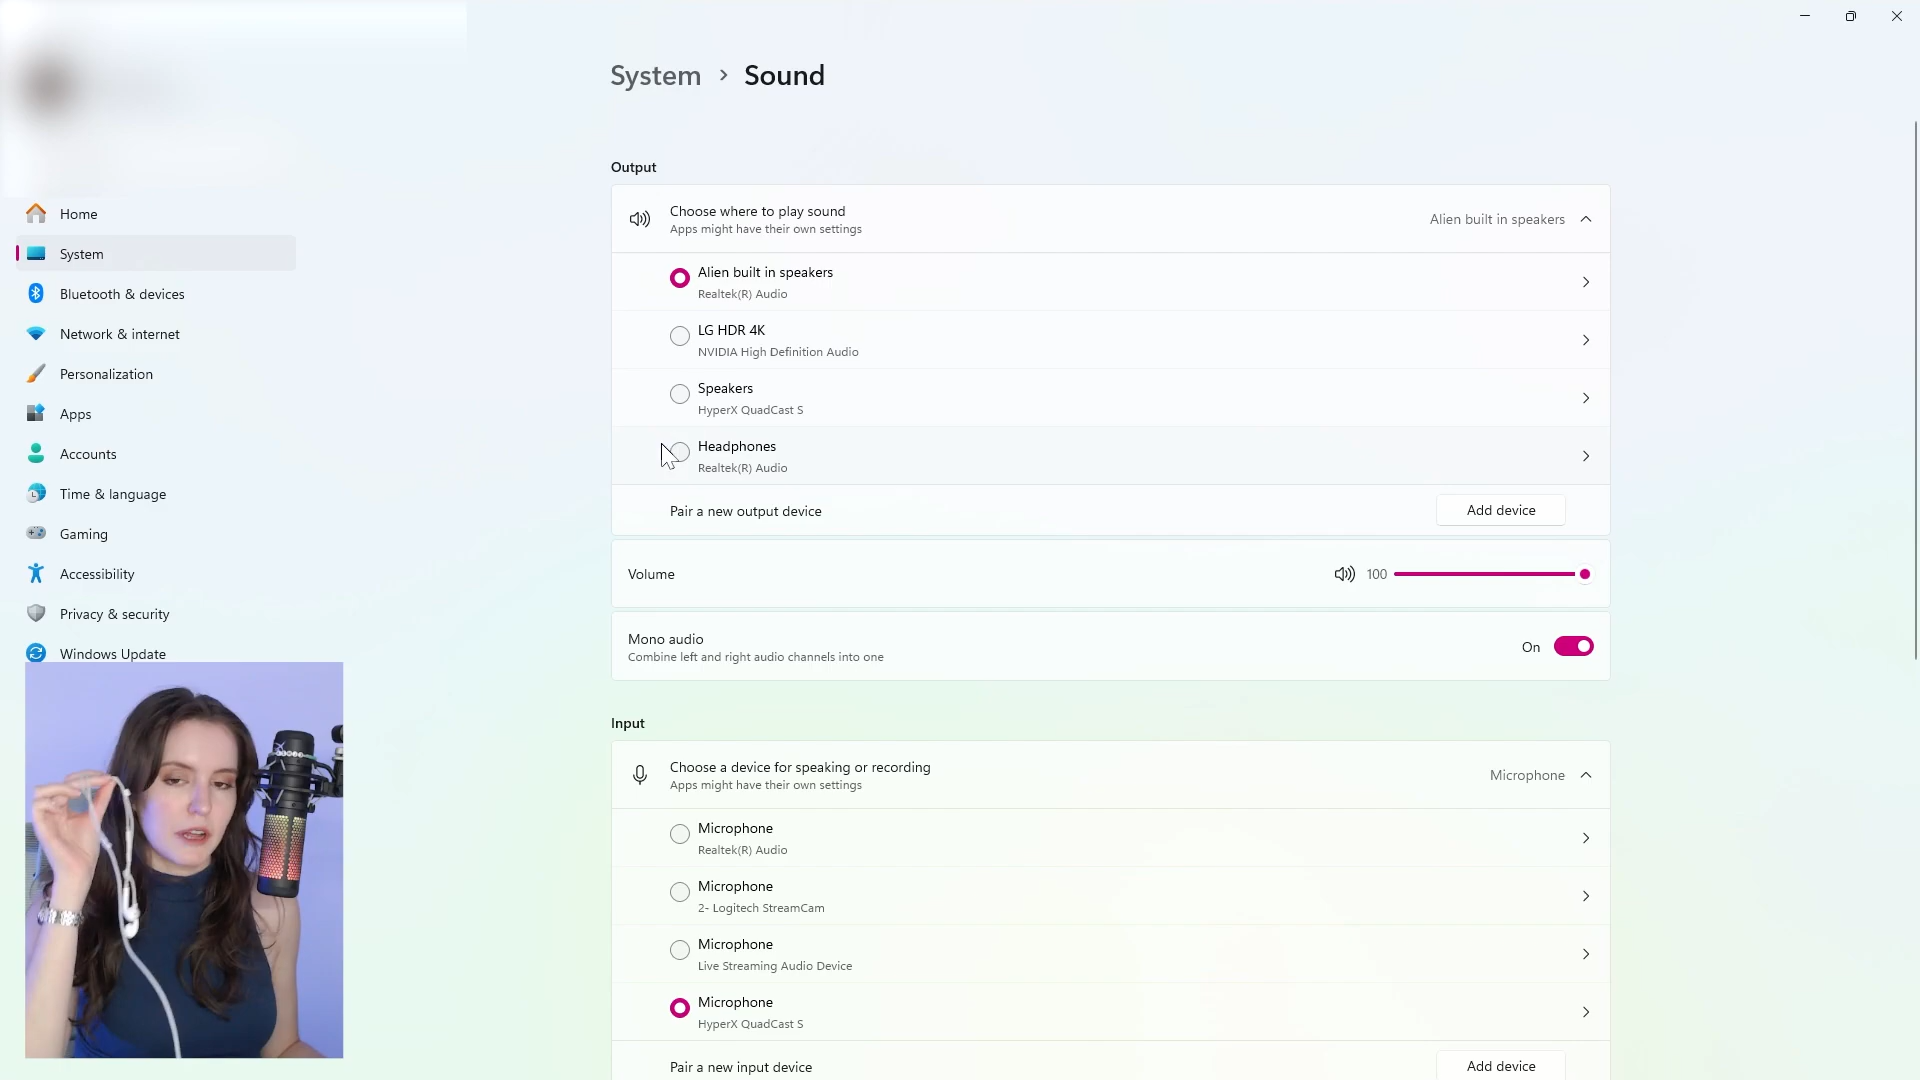 System > Sound
Output
Choose where to play sound
Apps might have their own settings
Alien built in speakers
Alien built in speakers
Realtek(R) Audio
LG HDR 4K
NVIDIA High Definition Audio
Speakers
HyperX QuadCast S
Headphones
Realtek(R) Audio
Pair a new output device
Add device
Volume
100
Mono audio
Combine left and right audio channels into one
On
Input
Choose a device for speaking or recording
Apps might have their own settings
Microphone
Microphone
Realtek(R) Audio
Microphone
2- Logitech StreamCam
Microphone
Live Streaming Audio Device
Microphone
HyperX QuadCast S
Pair a new input device
Add device
Home
System
Bluetooth & devices
Network & internet
Personalization
Apps
Accounts
Time & language
Gaming
Accessibility
Privacy & security
Windows Update